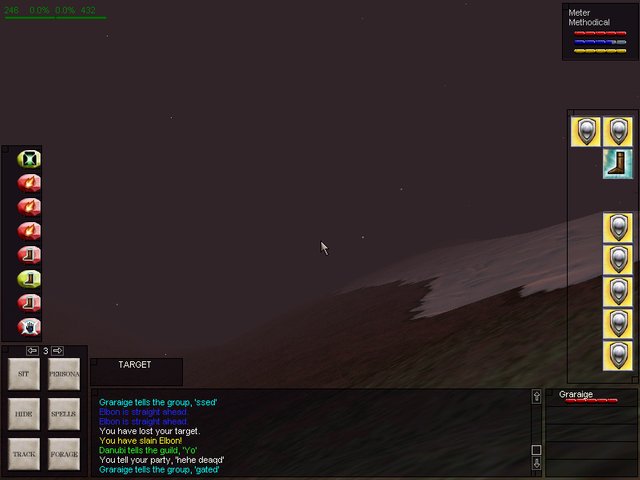 246 0.0% 0.0% 432
Meter
Methodical
3
SIT PERSONA
HIDE SPELLS
TRACK FORAGE
TARGET
Graraige tells the group, 'ssed'
Elbon is straight ahead.
Elbon is straight ahead.
You have lost your target.
You have slain Elbon!
Danubi tells the guild, 'Yo'
You tell your party, 'hehe deaqd'
Graraige tells the group, 'gated'
Graraige